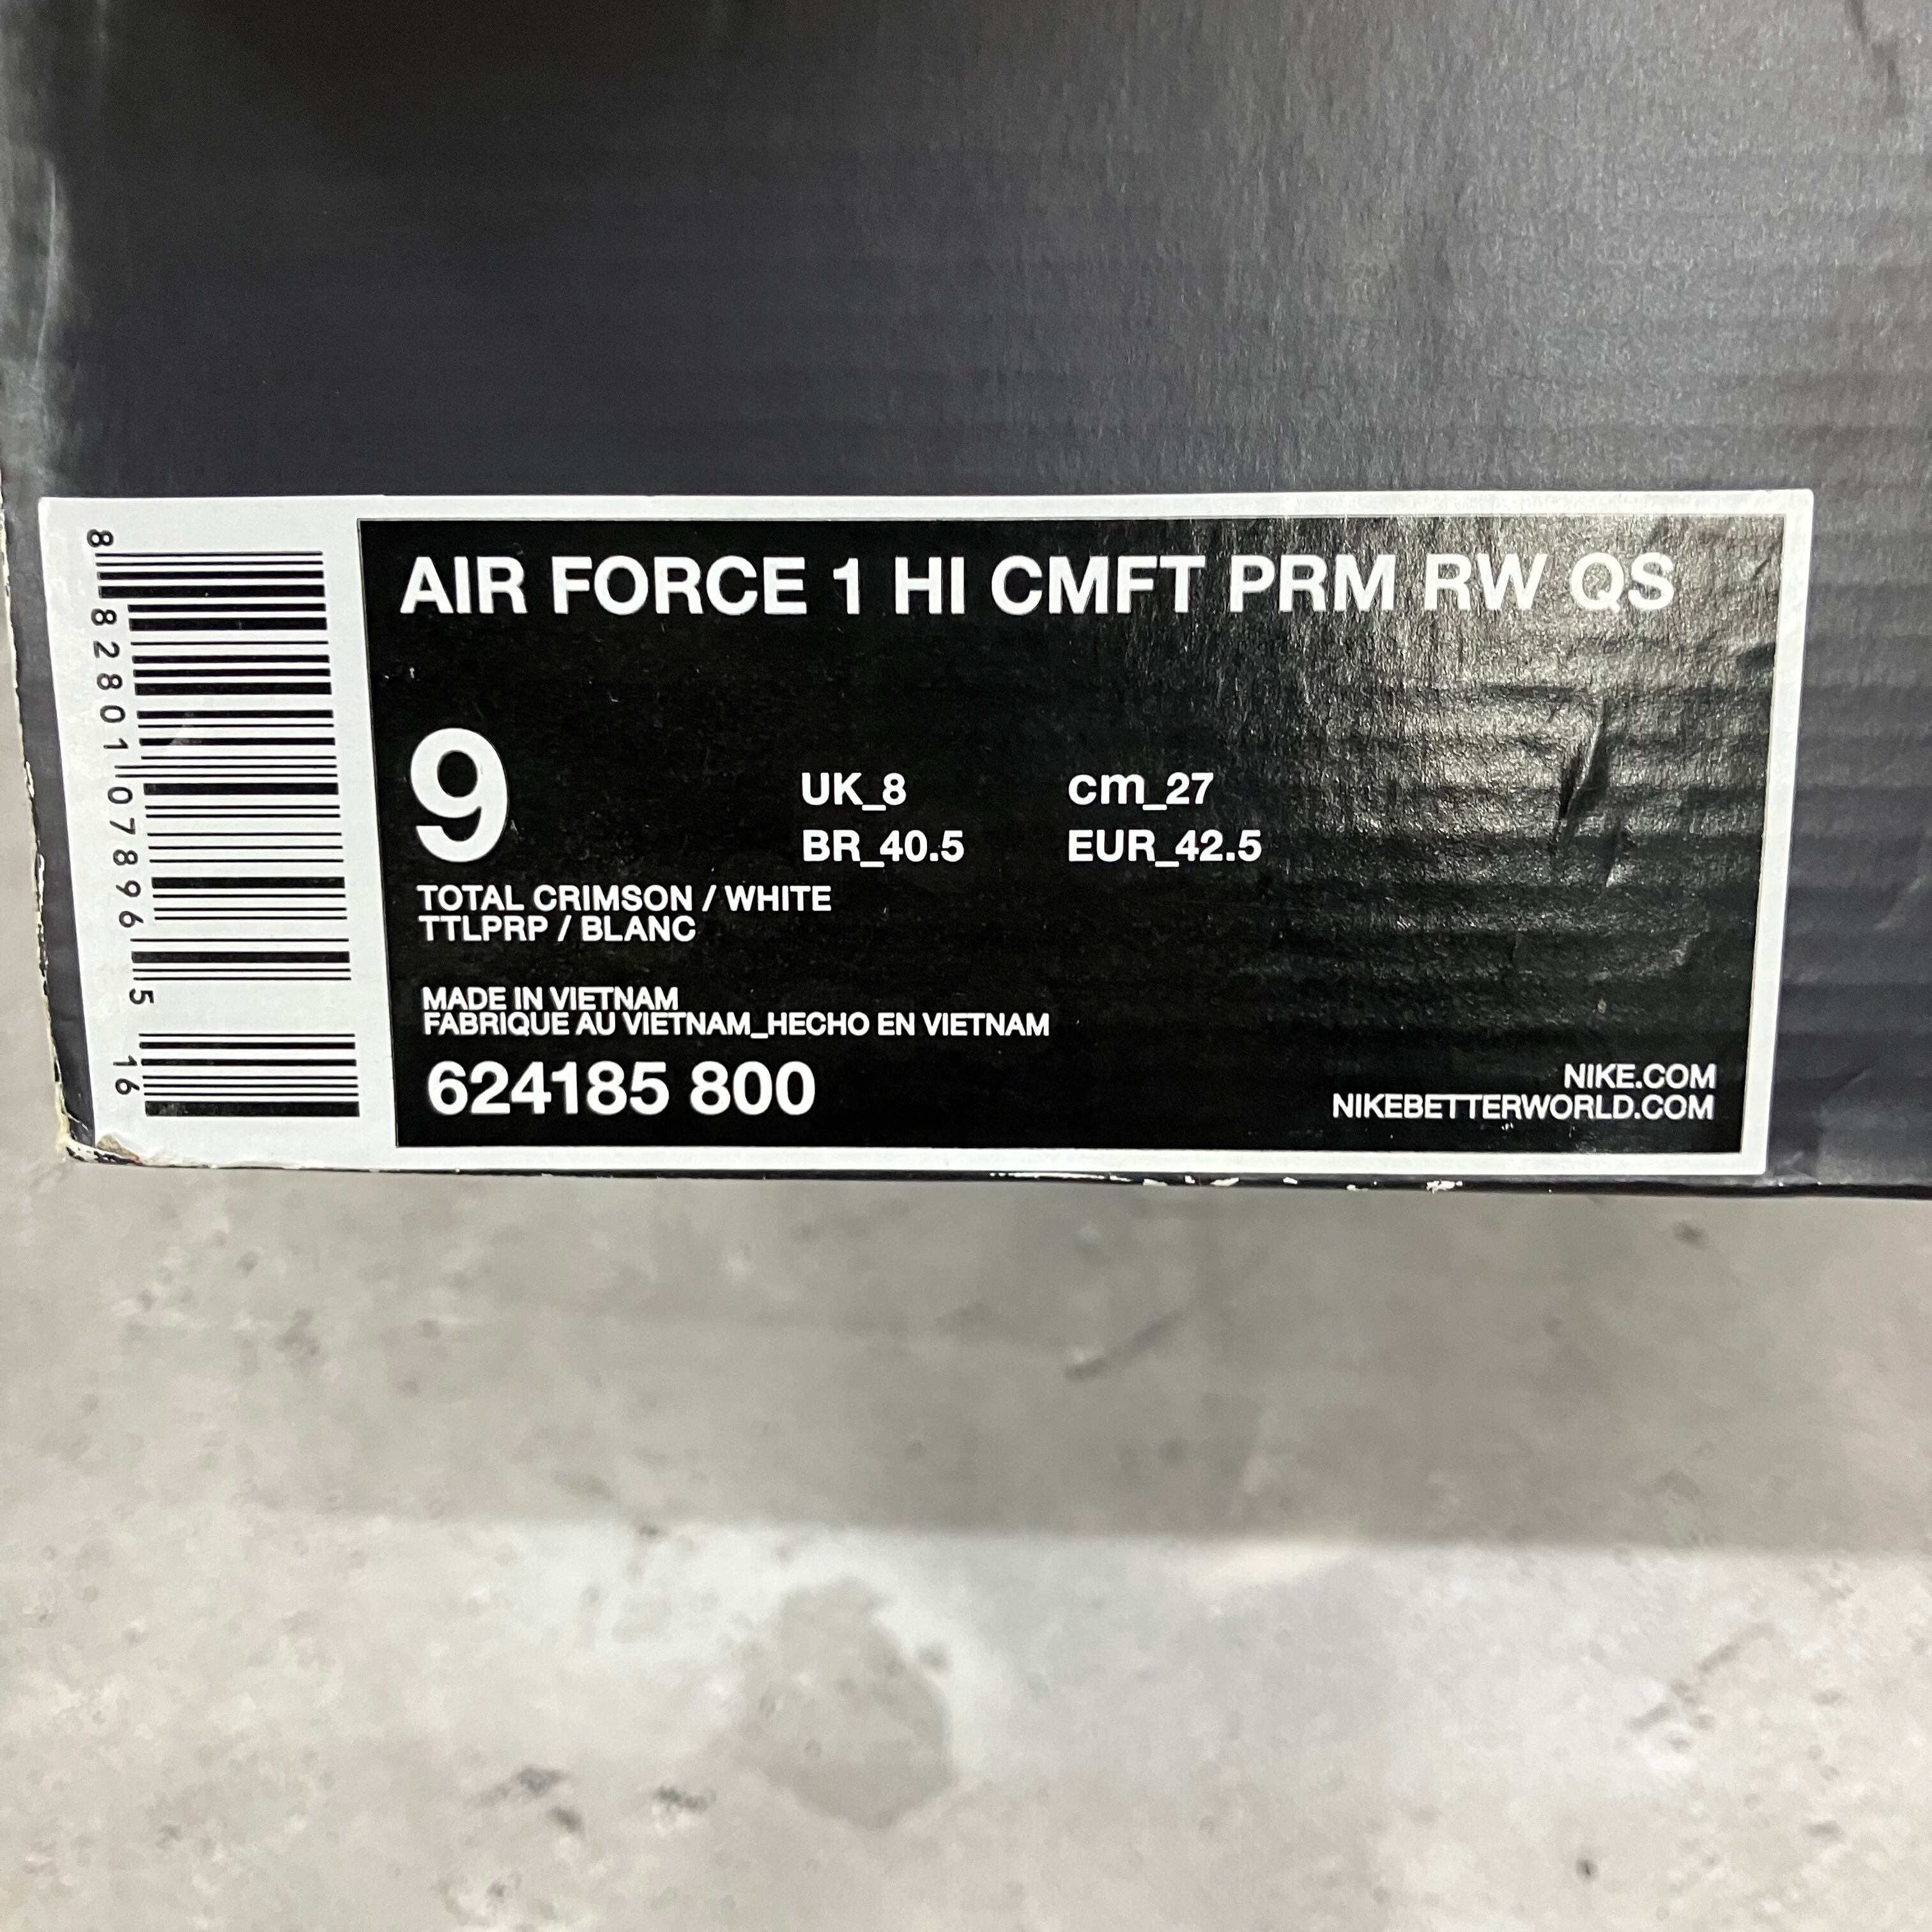 AIR FORCE 1 HI CMFT PRM RW QS
9
UK_8 cm_27
BR_40.5 EUR_42.5
TOTAL CRIMSON / WHITE
TTLPRP / BLANC
MADE IN VIETNAM
FABRIQUE AU VIETNAM_HECHO EN VIETNAM
624185 800
NIKE.COM
NIKEBETTERWORLD.COM
8 82801 07896 5 16